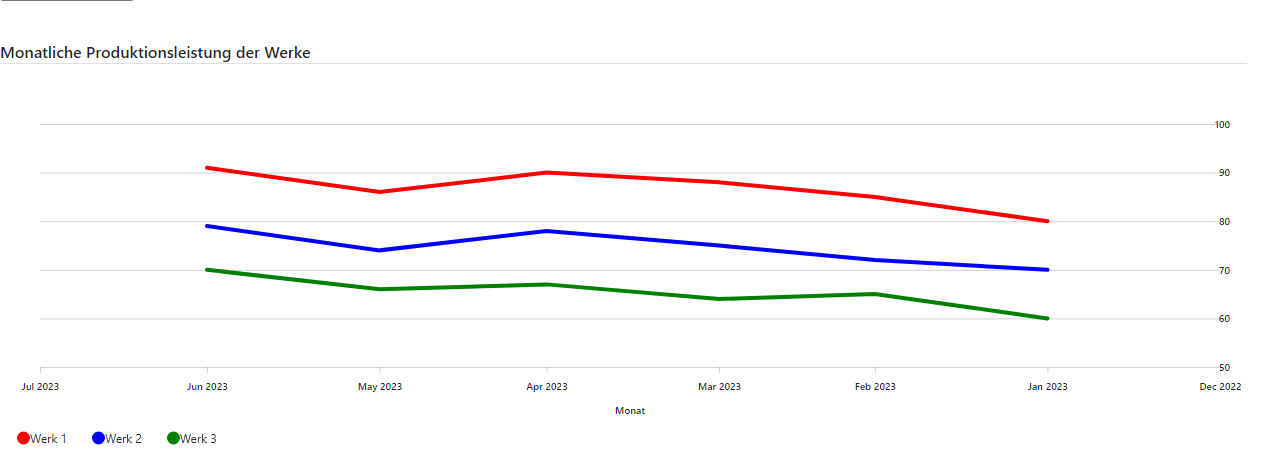 Monatliche Produktionsleistung der Werke
100
90
80
70
60
50
Jul 2023 Jun 2023 May 2023 Apr 2023 Mar 2023 Feb 2023 Jan 2023 Dec 2022
Monat
Werk 1 Werk 2 Werk 3